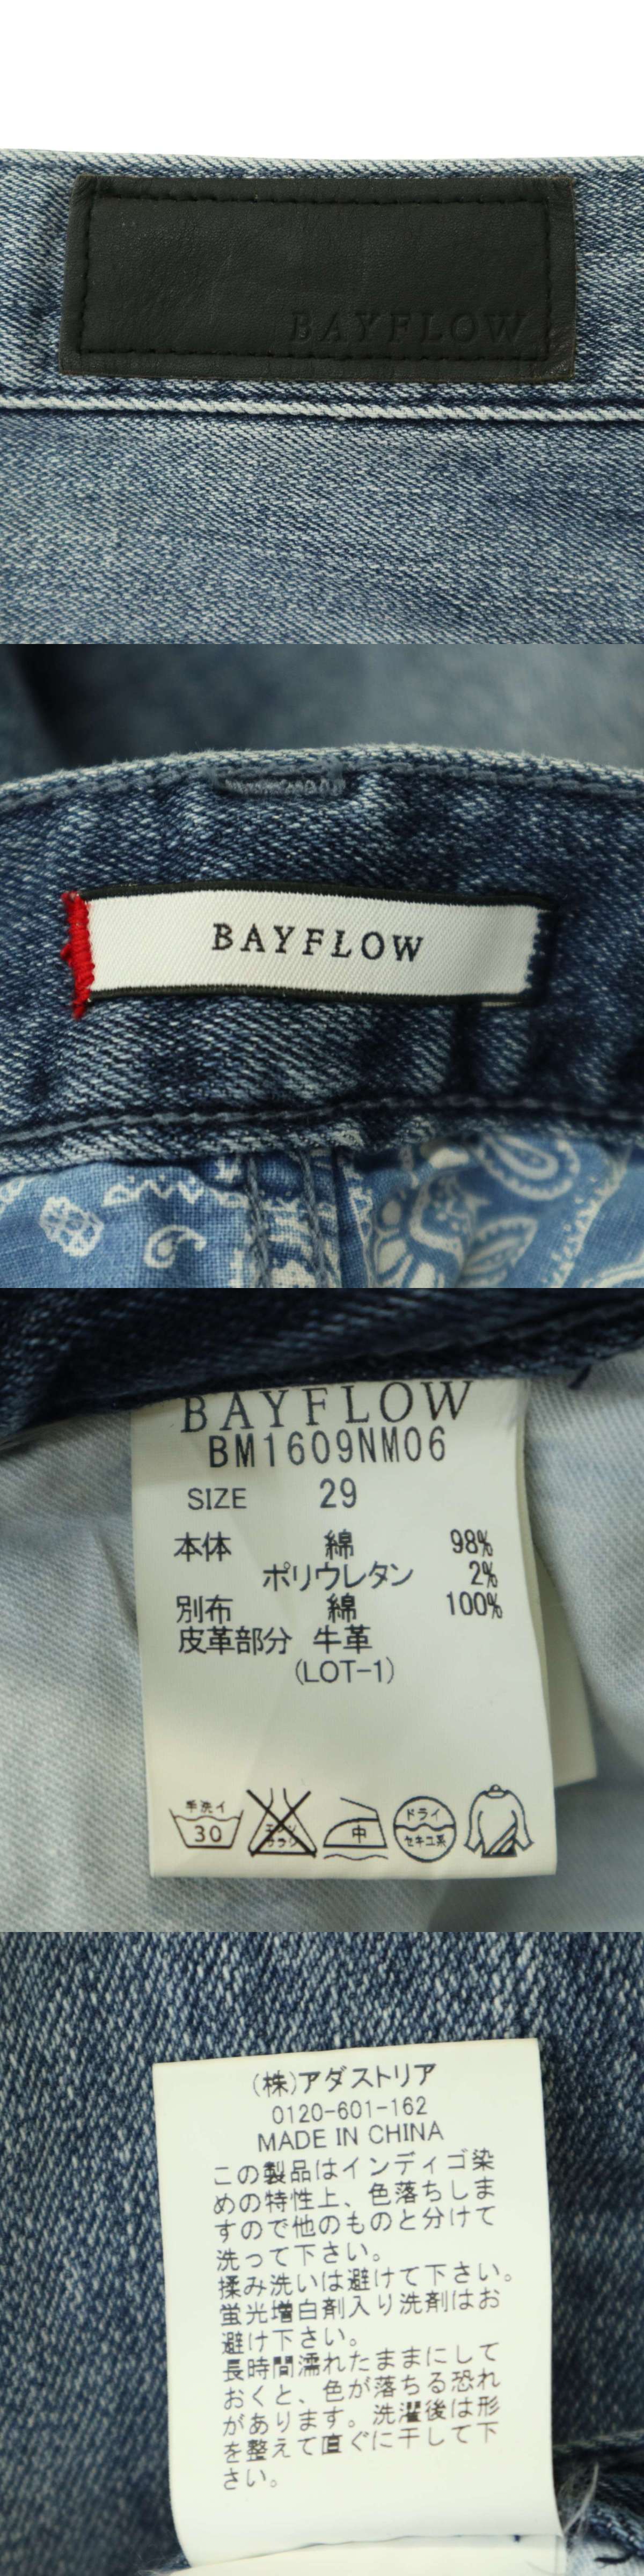 BAYFLOW
BAYFLOW
BAYFLOW
BM1609NM06
SIZE 29
本体 綿 98%
ポリウレタン 2%
別布 綿 100%
皮革部分 牛革
(LOT-1)
手洗イ
30
中
ドライ
セキユ系
(株)アダストリア
0120-601-162
MADE IN CHINA
この製品はインディゴ染
めの特性上、色落ちしま
すので他のものと分けて
洗って下さい。
揉み洗いは避けて下さい。
蛍光増白剤入り洗剤はお
避け下さい。
長時間濡れたままにして
おくと、色が落ちる恐れ
があります。洗濯後は形
を整えて直ぐに干して下
さい。